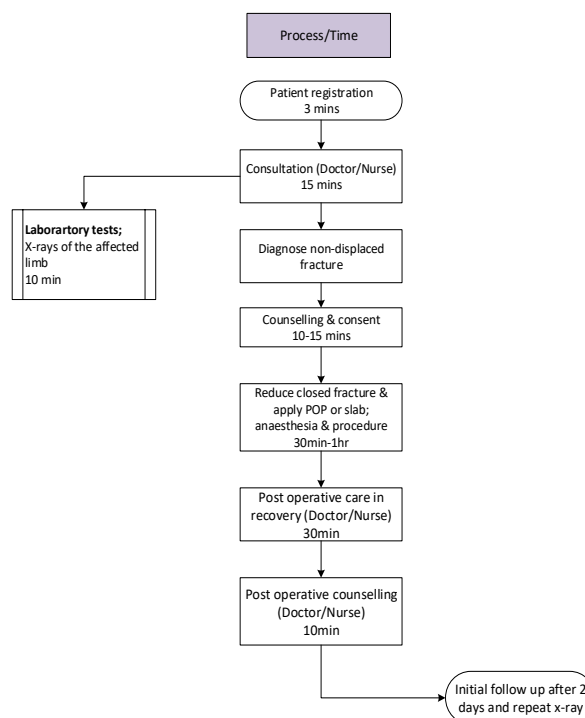 Process/Time
Patient registration
3 mins
Consultation (Doctor/Nurse)
15 mins
Laborartory tests;
X-rays of the affected
limb
10 min
Diagnose non-displaced
fracture
Counselling & consent
10-15 mins
Reduce closed fracture &
apply POP or slab;
anaesthesia & procedure
30min-1hr
Post operative care in
recovery (Doctor/Nurse)
30min
Post operative counselling
(Doctor/Nurse)
10min
Initial follow up after 2
days and repeat x-ray